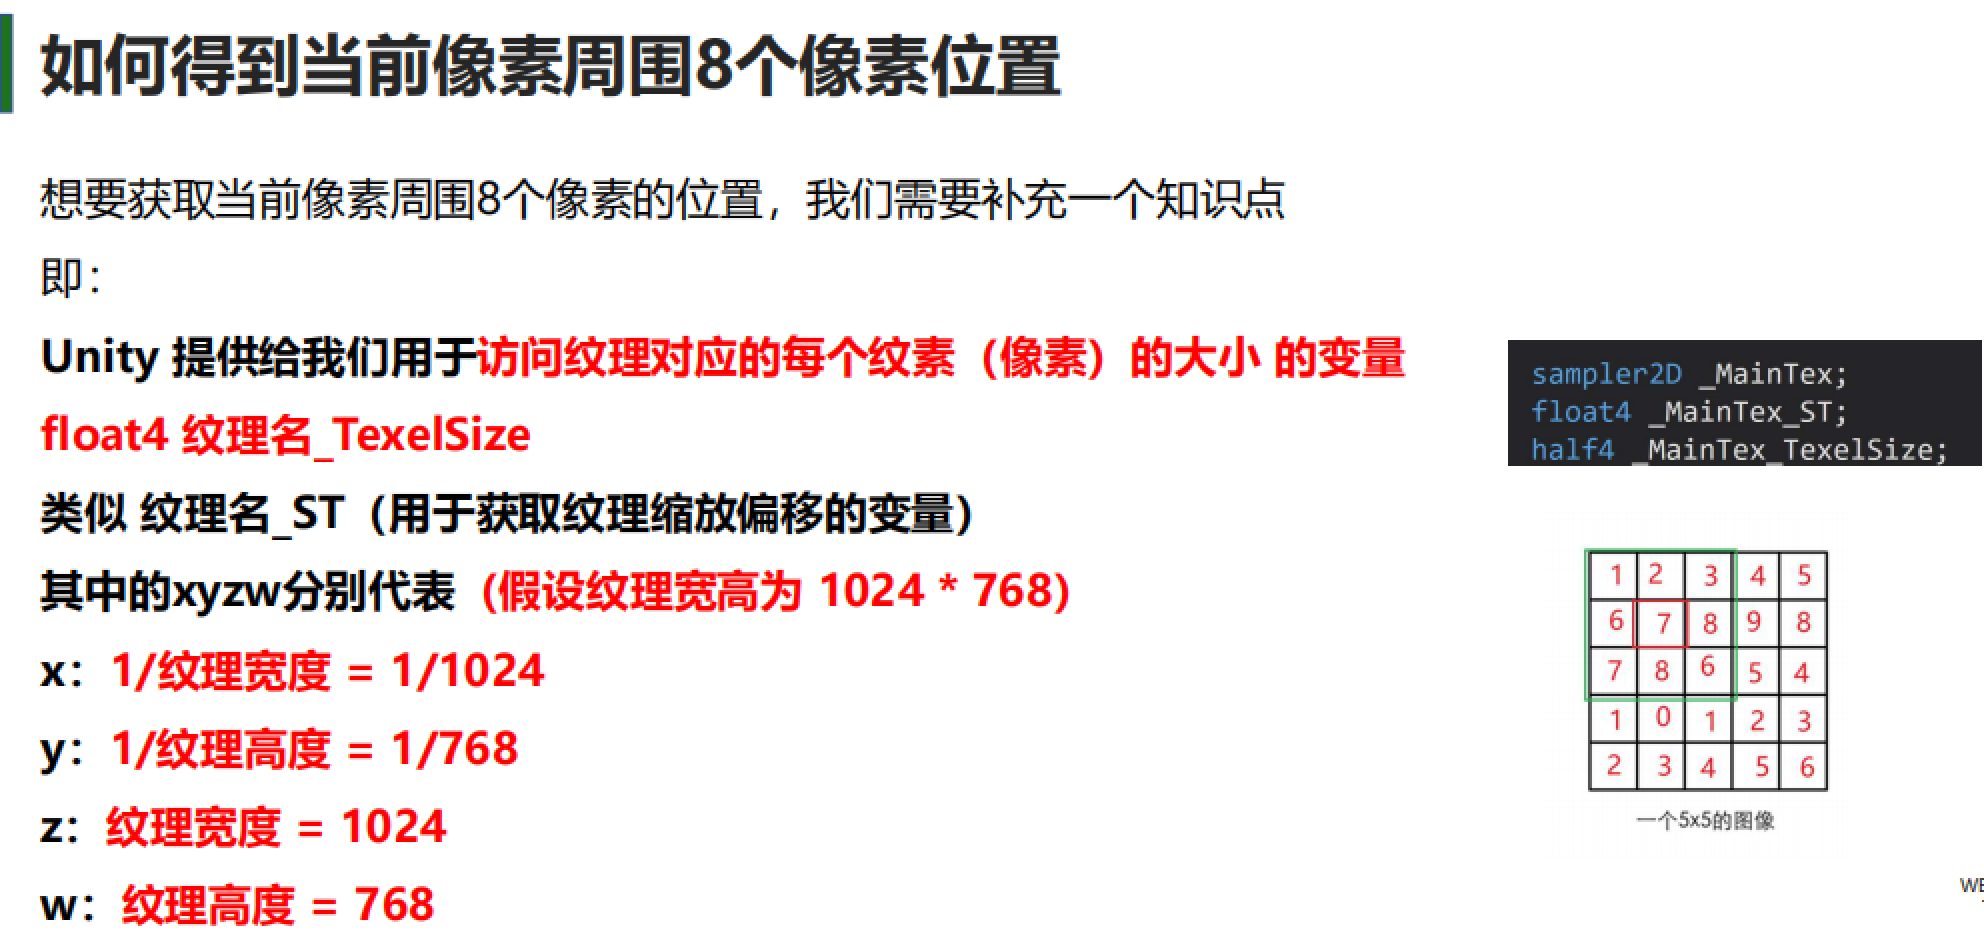 如何得到当前像素周围8个像素位置
想要获取当前像素周围8个像素的位置，我们需要补充一个知识点
即：
Unity 提供给我们用于访问纹理对应的每个纹素（像素）的大小 的变量
float4 纹理名_TexelSize
类似 纹理名_ST（用于获取纹理缩放偏移的变量）
其中的xyzw分别代表（假设纹理宽高为 1024 * 768）
x：1/纹理宽度 = 1/1024
y：1/纹理高度 = 1/768
z：纹理宽度 = 1024
w：纹理高度 = 768
sampler2D _MainTex;
float4 _MainTex_ST;
half4 _MainTex_TexelSize;
1 2 3 4 5
6 7 8 9 8
7 8 6 5 4
1 0 1 2 3
2 3 4 5 6
一个5x5的图像